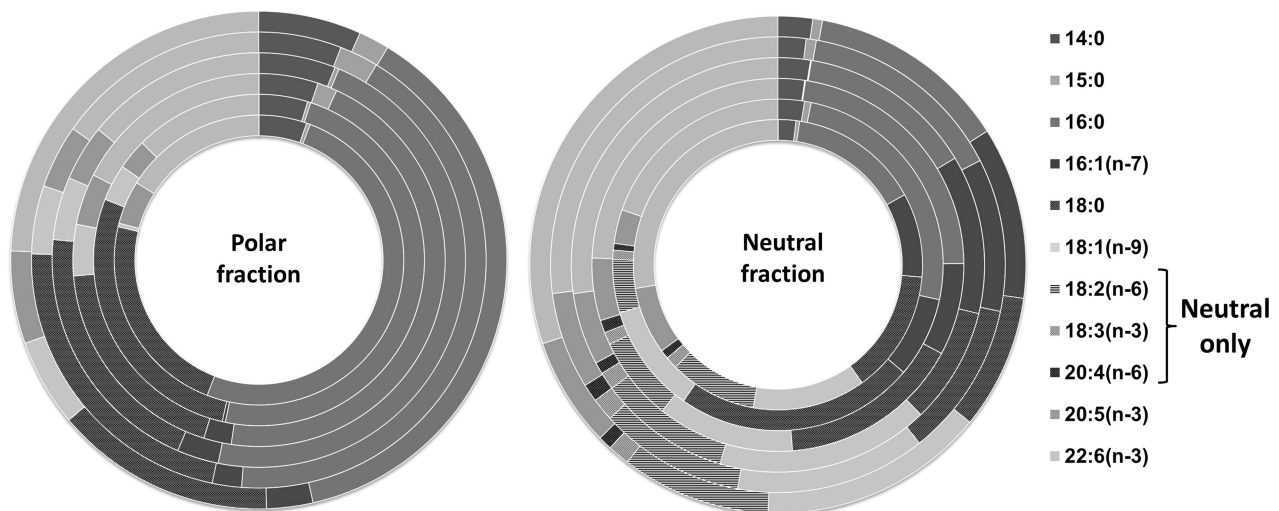 Polar
fraction
Neutral
fraction
14:0
15:0
16:0
16:1(n-7)
18:0
18:1(n-9)
18:2(n-6)
18:3(n-3)
20:4(n-6)
20:5(n-3)
22:6(n-3)
Neutral
only